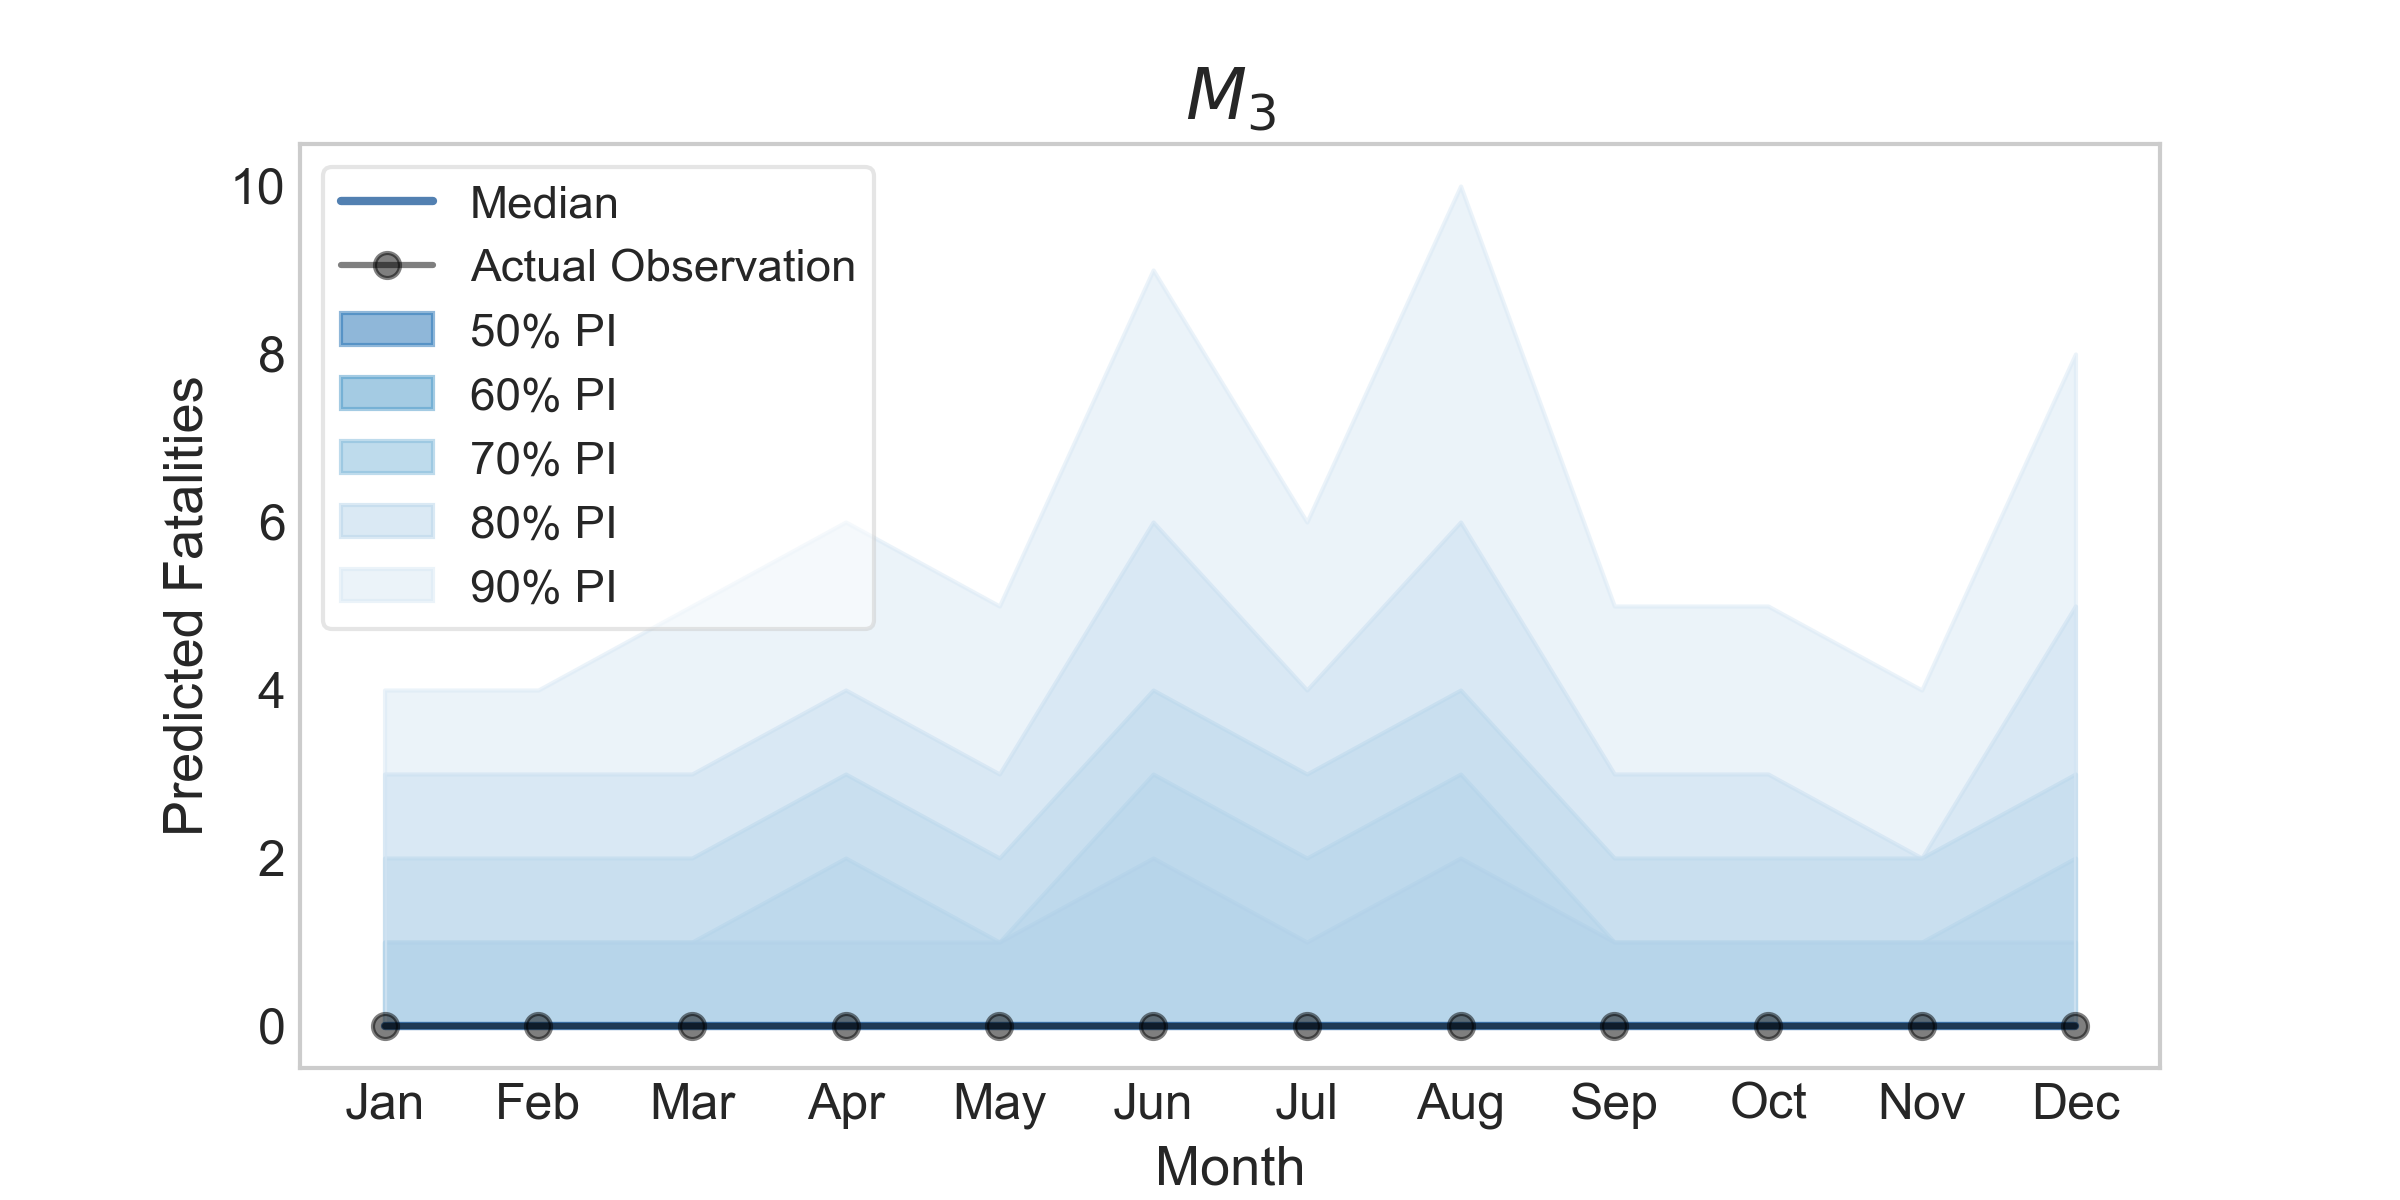 M₃
Predicted Fatalities
10
8
6
4
2
0
Median
Actual Observation
50% PI
60% PI
70% PI
80% PI
90% PI
Jan Feb Mar Apr May Jun Jul Aug Sep Oct Nov Dec
Month